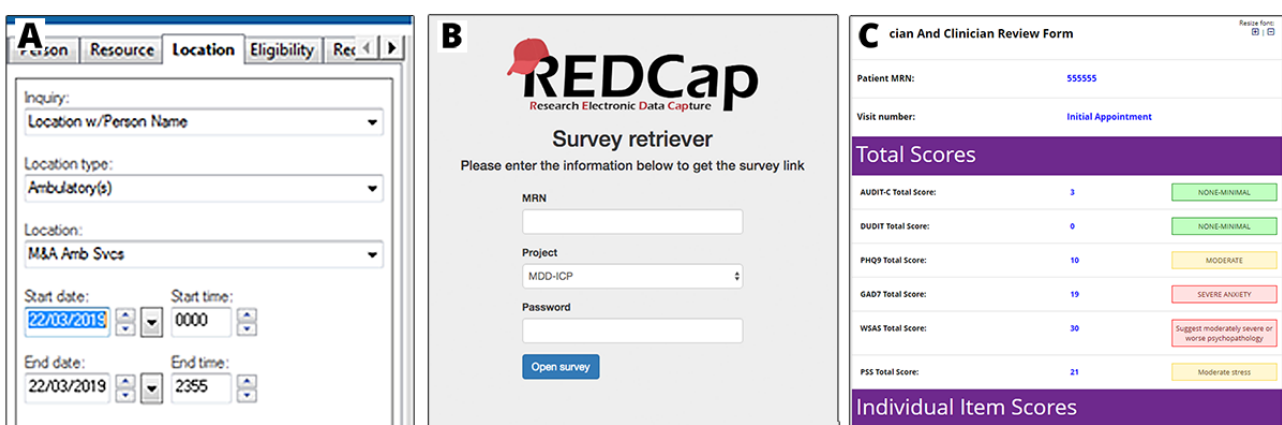 A
Person Resource Location Eligibility Rec
Inquiry:
Location w/Person Name
Location type:
Ambulatory(s)
Location:
M&A Amb Svcs
Start date: Start time:
22/03/2019 0000
End date: End time:
22/03/2019 2355
B
REDCap
Research Electronic Data Capture
Survey retriever
Please enter the information below to get the survey link
MRN
Project
MDD-ICP
Password
Open survey
C
cian And Clinician Review Form
Resize font:
Patient MRN: 555555
Visit number: Initial Appointment
Total Scores
AUDIT-C Total Score: 3 NONE-MINIMAL
DUDIT Total Score: 0 NONE-MINIMAL
PHQ9 Total Score: 10 MODERATE
GAD7 Total Score: 19 SEVERE ANXIETY
WSAS Total Score: 30 Suggest moderately severe or
worse psychopathology
PSS Total Score: 21 Moderate stress
Individual Item Scores